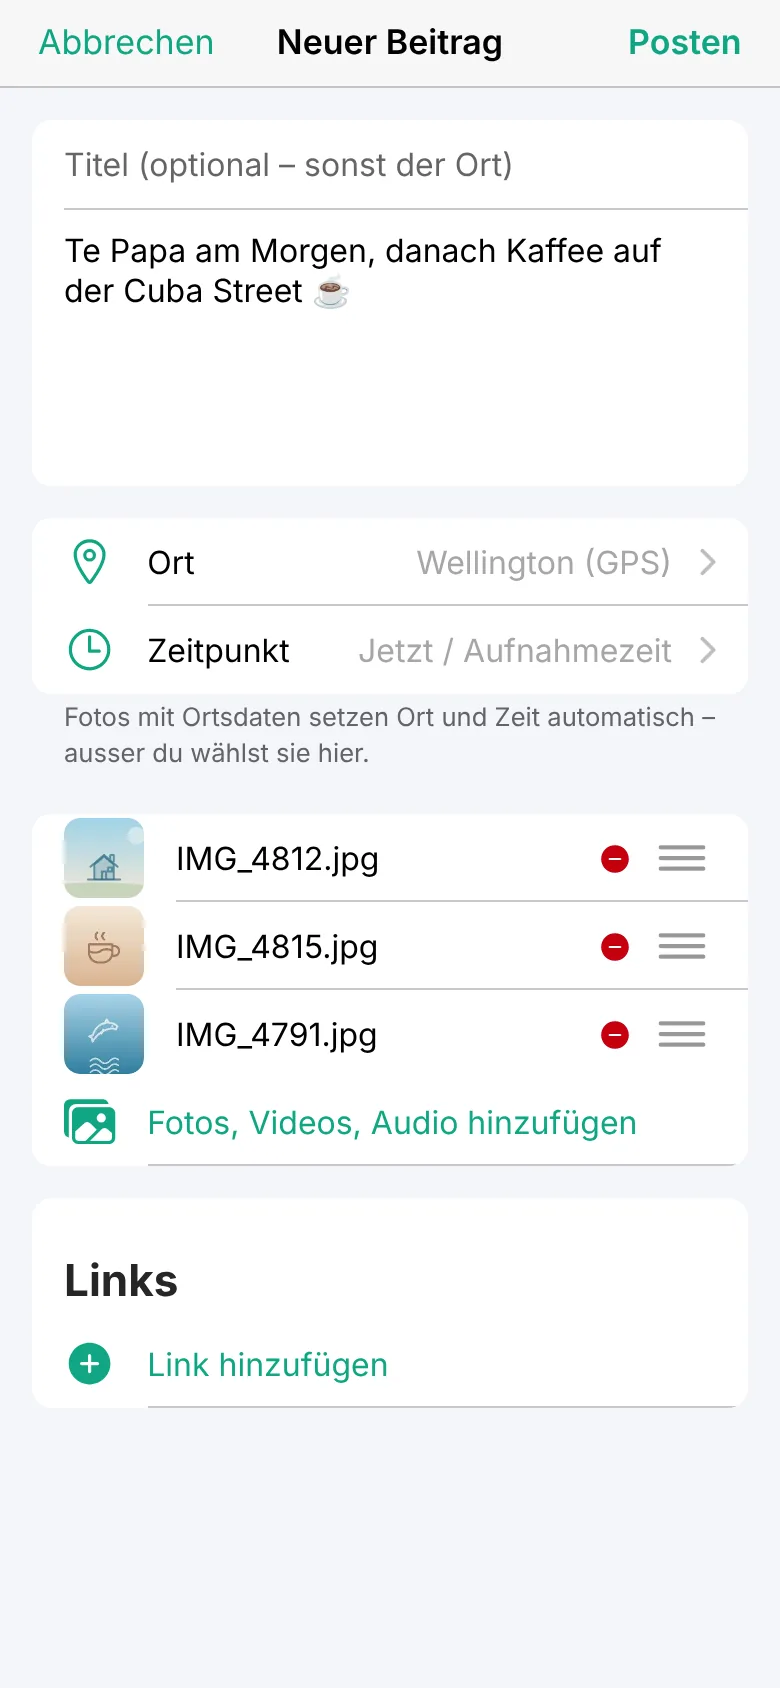 Abbrechen Neuer Beitrag Posten
Titel (optional – sonst der Ort)
Te Papa am Morgen, danach Kaffee auf
der Cuba Street ☕
Ort Wellington (GPS)
Zeitpunkt Jetzt / Aufnahmezeit
Fotos mit Ortsdaten setzen Ort und Zeit automatisch –
ausser du wählst sie hier.
IMG_4812.jpg
IMG_4815.jpg
IMG_4791.jpg
Fotos, Videos, Audio hinzufügen
Links
Link hinzufügen